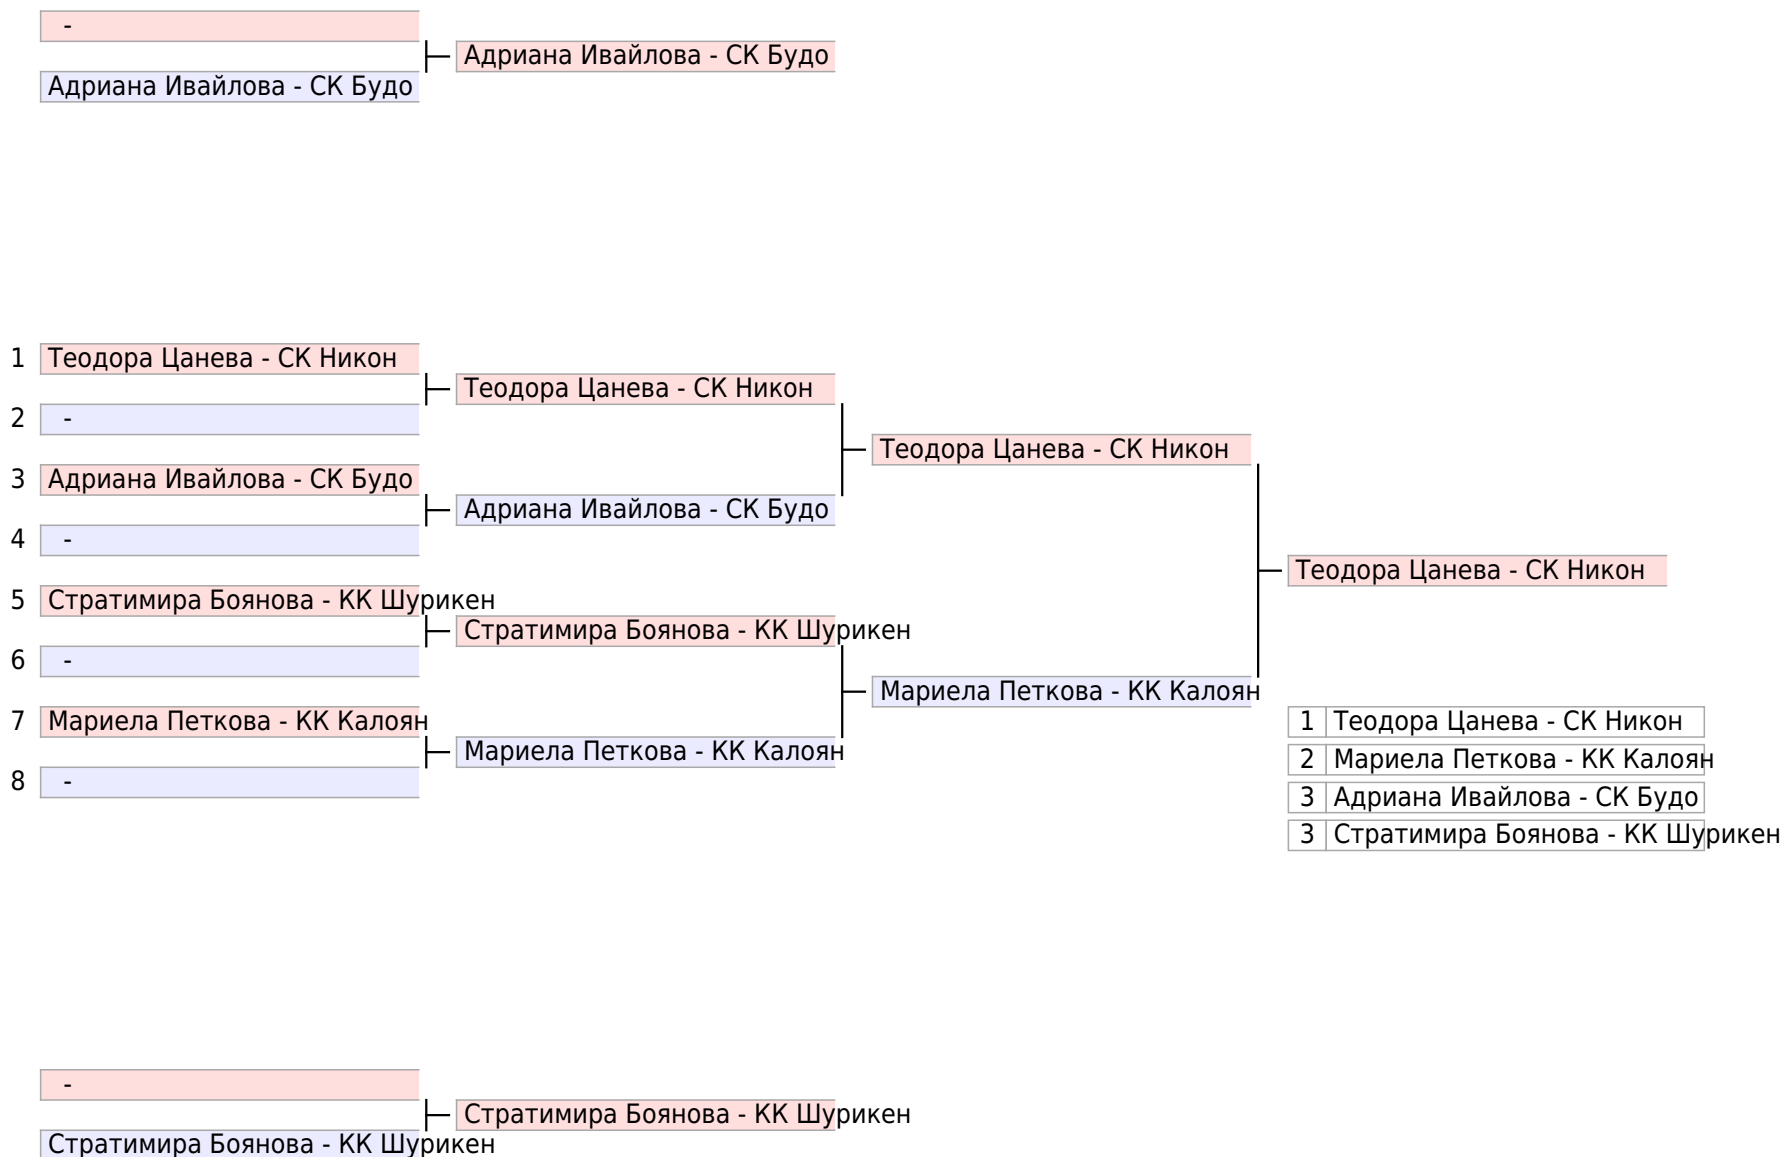 -
Адриана Ивайлова - СК Будо
Адриана Ивайлова - СК Будо
1 Теодора Цанева - СК Никон
Теодора Цанева - СК Никон
2 -
Теодора Цанева - СК Никон
3 Адриана Ивайлова - СК Будо
Адриана Ивайлова - СК Будо
4 -
Теодора Цанева - СК Никон
5 Стратимира Боянова - КК Шурикен
Стратимира Боянова - КК Шурикен
6 -
Мариела Петкова - КК Калоян
7 Мариела Петкова - КК Калоян
Мариела Петкова - КК Калоян
8 -
1 Теодора Цанева - СК Никон
2 Мариела Петкова - КК Калоян
3 Адриана Ивайлова - СК Будо
3 Стратимира Боянова - КК Шурикен
-
Стратимира Боянова - КК Шурикен
Стратимира Боянова - КК Шурикен